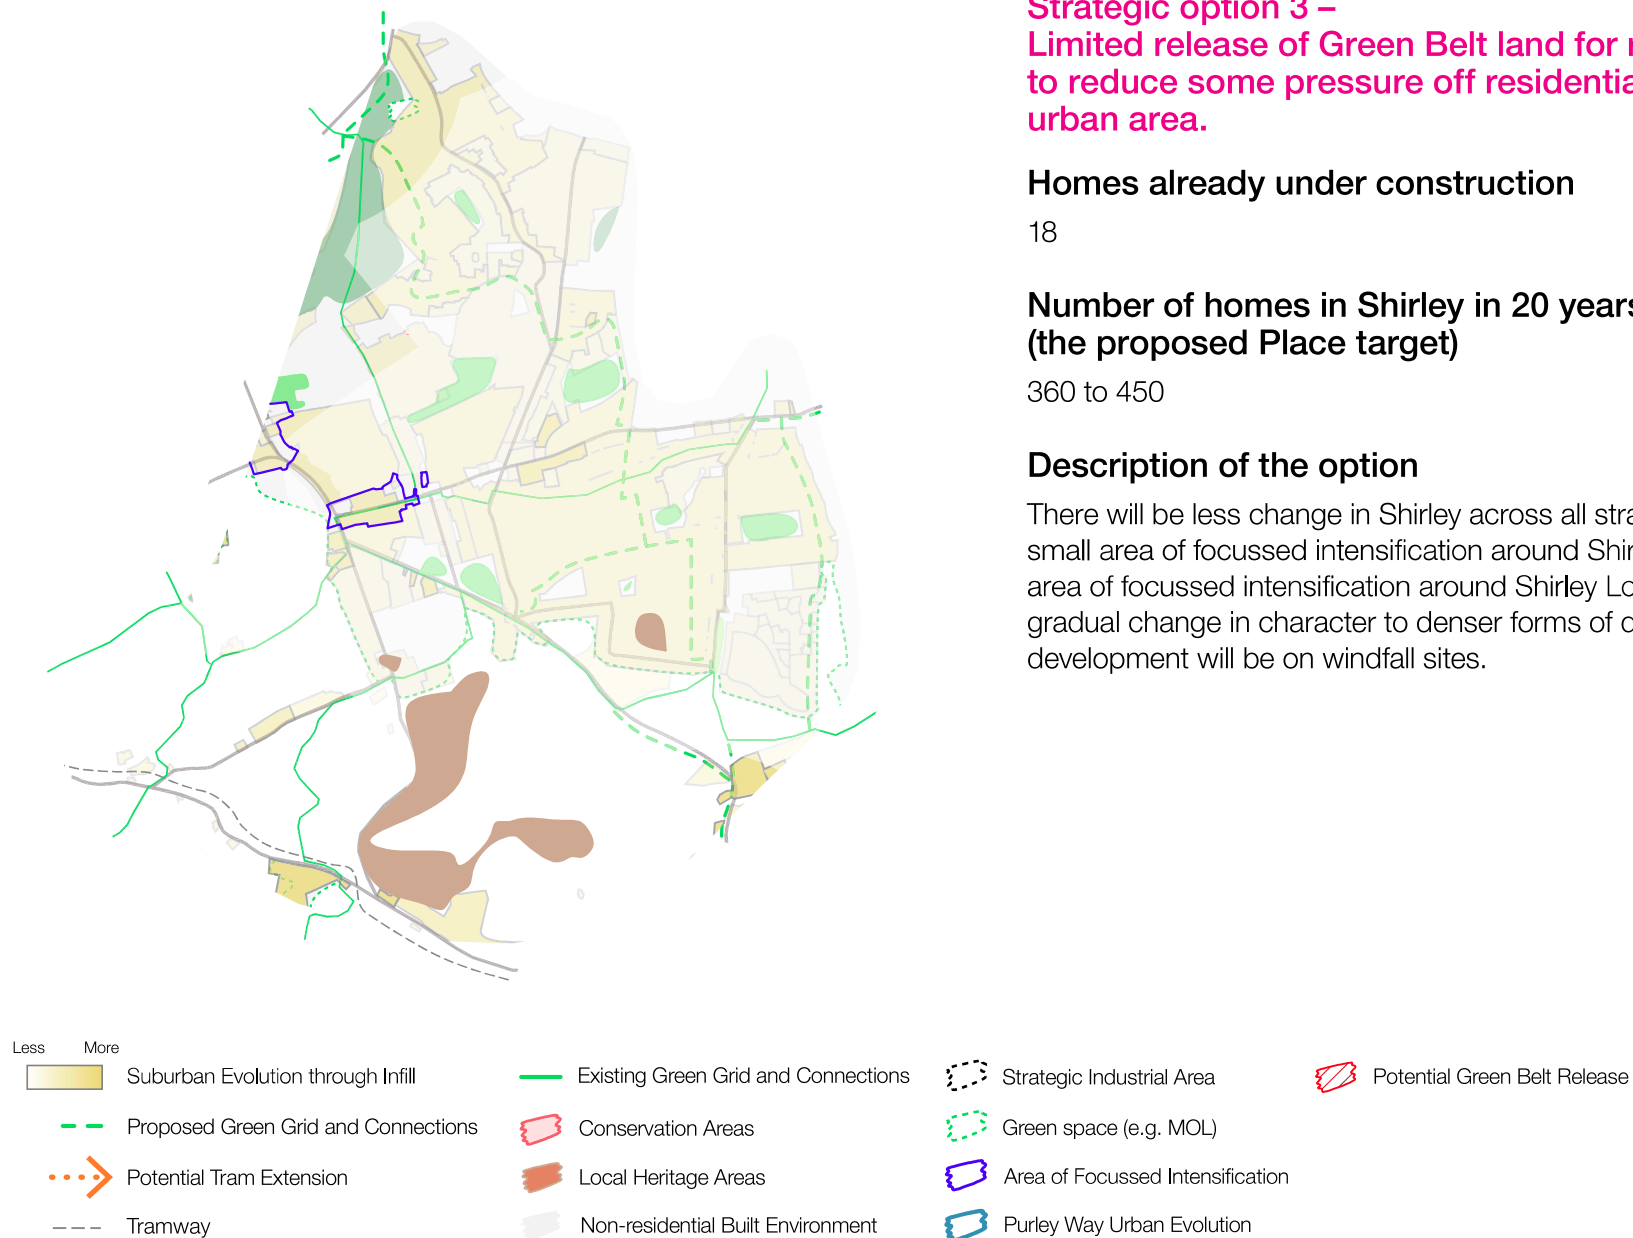 Strategic option 3 –
Limited release of Green Belt land for
to reduce some pressure off
urban area.
Homes already under construction
18
Number of homes in Shirley in 20
(the proposed Place target)
360 to 450
Description of the option
There will be less change in Shirley across all
small area of focussed intensification around
area of focussed intensification around Shirley
gradual change in character to denser forms of
development will be on windfall sites.
Less More
Suburban Evolution through Infill
Proposed Green Grid and Connections
Potential Tram Extension
Tramway
Existing Green Grid and Connections
Conservation Areas
Local Heritage Areas
Non-residential Built Environment
Strategic Industrial Area
Green space (e.g. MOL)
Area of Focussed Intensification
Purley Way Urban Evolution
Potential Green Belt Release